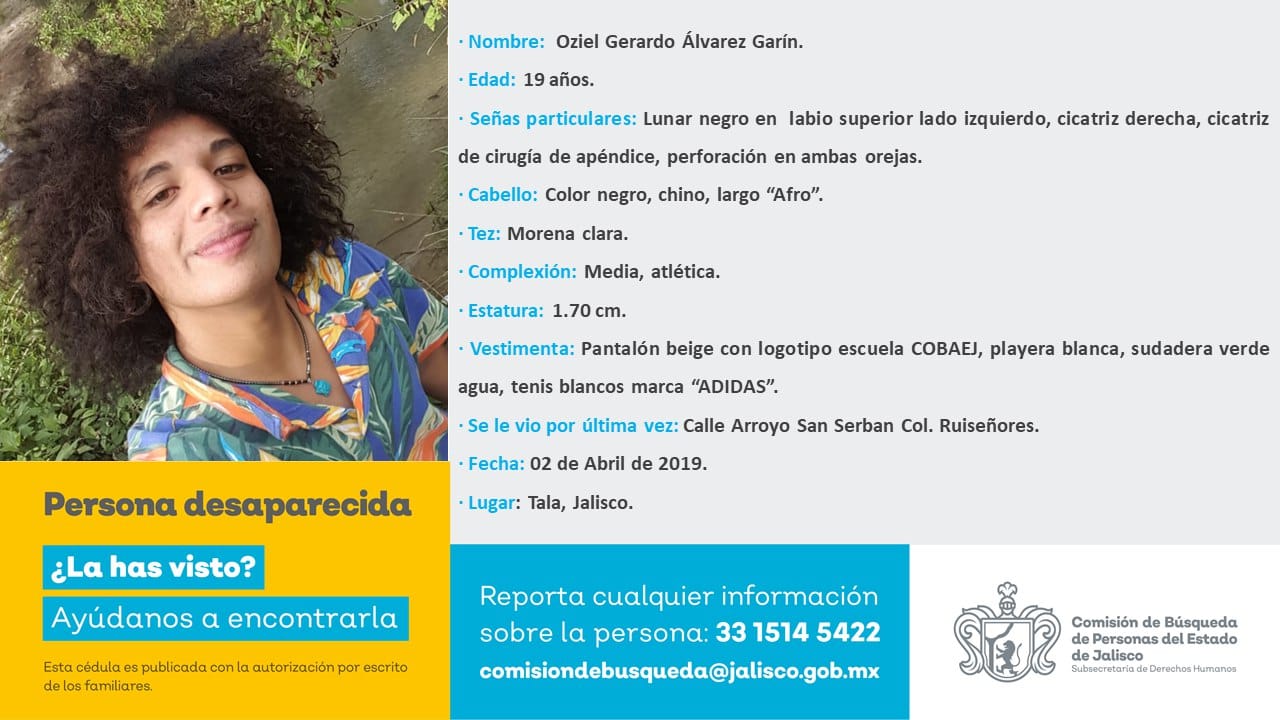 · Nombre: Oziel Gerardo Álvarez Garín.
· Edad: 19 años.
· Señas particulares: Lunar negro en labio superior lado izquierdo, cicatriz derecha, cicatriz
de cirugía de apéndice, perforación en ambas orejas.
· Cabello: Color negro, chino, largo “Afro”.
· Tez: Morena clara.
· Complexión: Media, atlética.
· Estatura: 1.70 cm.
· Vestimenta: Pantalón beige con logotipo escuela COBAEJ, playera blanca, sudadera verde
agua, tenis blancos marca “ADIDAS”.
· Se le vio por última vez: Calle Arroyo San Serban Col. Ruiseñores.
· Fecha: 02 de Abril de 2019.
· Lugar: Tala, Jalisco.
Persona desaparecida
¿La has visto?
Ayúdanos a encontrarla
Esta cédula es publicada con la autorización por escrito
de los familiares.
Reporta cualquier información
sobre la persona: 33 1514 5422
comisiondebusqueda@jalisco.gob.mx
Comisión de Búsqueda
de Personas del Estado
de Jalisco
Subsecretaría de Derechos Humanos